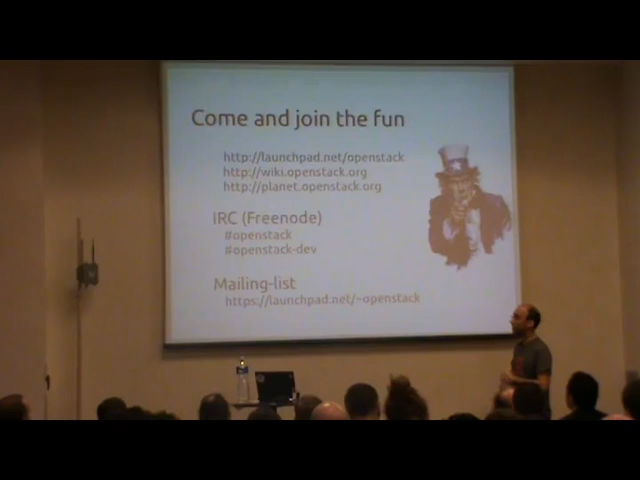 Come and join the fun
http://launchpad.net/openstack
http://wiki.openstack.org
http://planet.openstack.org
IRC (Freenode)
#openstack
#openstack-dev
Mailing-list
https://launchpad.net/~openstack